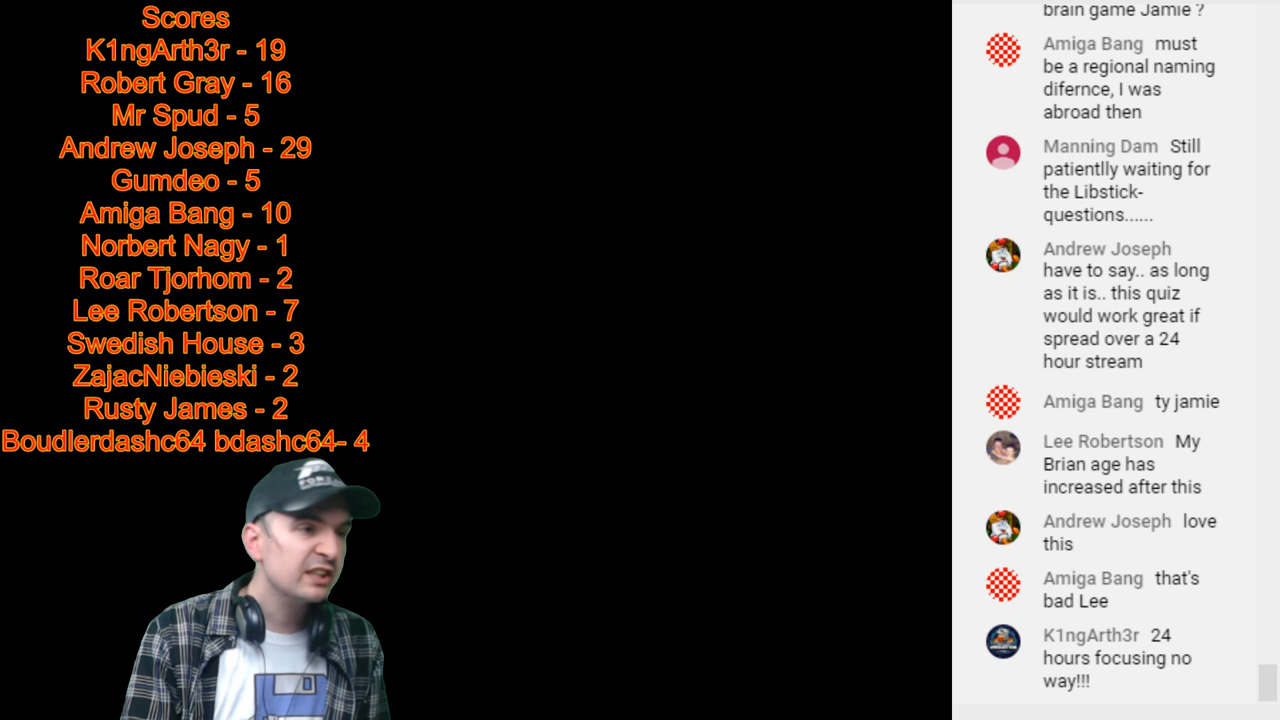 Scores
K1ngArth3r - 19
Robert Gray - 16
Mr Spud - 5
Andrew Joseph - 29
Gumdeo - 5
Amiga Bang - 10
Norbert Nagy - 1
Roar Tjorhom - 2
Lee Robertson - 7
Swedish House - 3
ZajacNiebieski - 2
Rusty James - 2
Boudlerdashc64 bdashc64- 4
brain game Jamie ?
Amiga Bang must
be a regional naming
difernce, I was
abroad then
Manning Dam Still
patientlly waiting for
the Libstick-
questions......
Andrew Joseph
have to say.. as long
as it is.. this quiz
would work great if
spread over a 24
hour stream
Amiga Bang ty jamie
Lee Robertson My
Brian age has
increased after this
Andrew Joseph love
this
Amiga Bang that's
bad Lee
K1ngArth3r 24
hours focusing no
way!!!